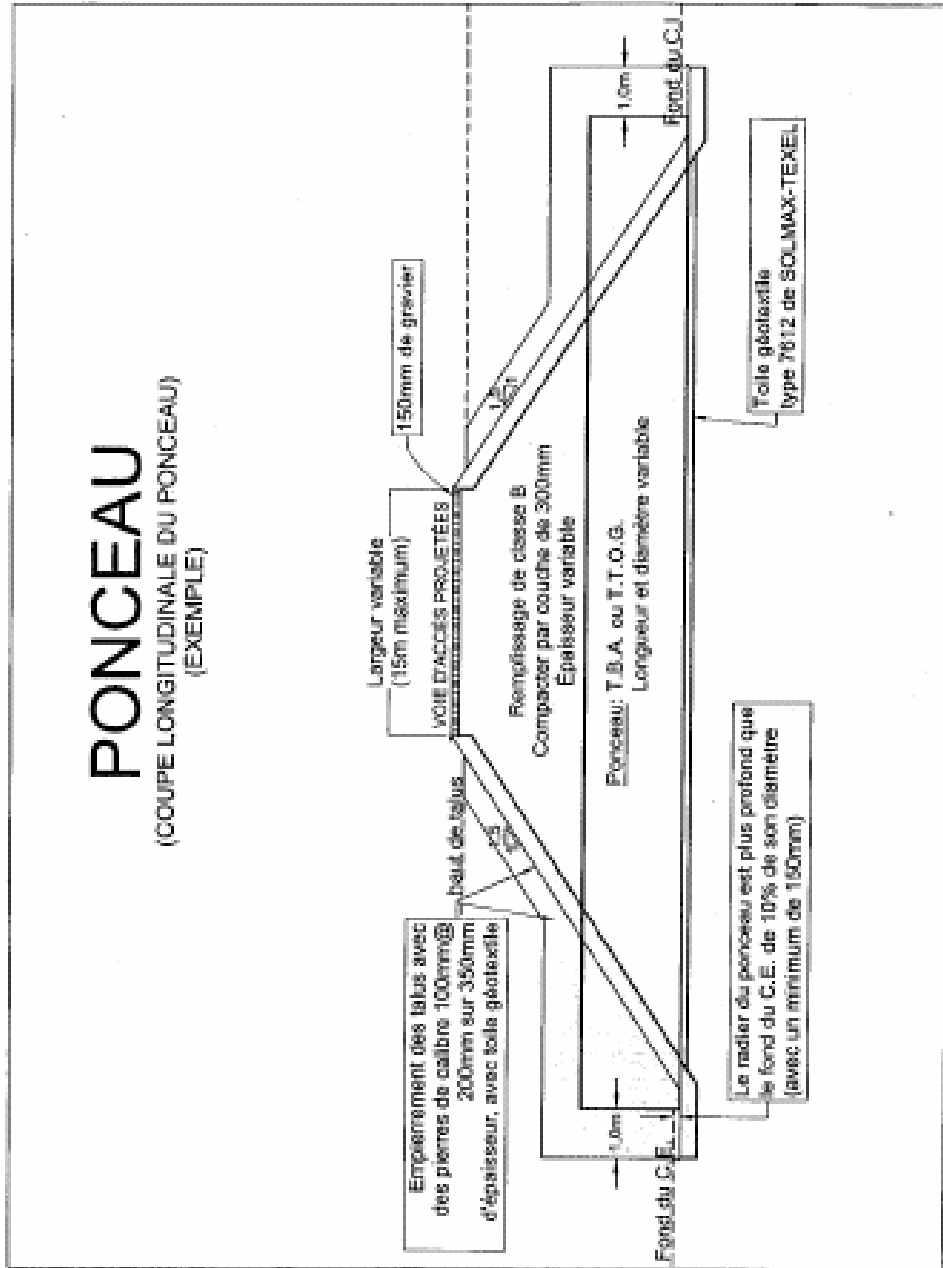 PONCEAU
(COUPE LONGITUDINALE DU PONCEAU)
(EXEMPLE)
Largeur variable
(15m maximum)
150mm de gravier
VOIE D'ACCÈS PROJETÉES
Empierrement des talus avec
des pierres de calibre 100mm@
200mm sur 350mm
d'épaisseur, avec toile géotextile
haut de talus
Remplissage de classe B
Compacter par couche de 300mm
Épaisseur variable
Ponceau: T.B.A. ou T.T.O.G.
Longueur et diamètre variable
1,0m
1,0m
Fond du C.E.
Fond du C.
Le radier du ponceau est plus profond que
le fond du C.E. de 10% de son diamètre
(avec un minimum de 150mm)
Toile géotextile
type 7612 de SOLMAX-TEXEL